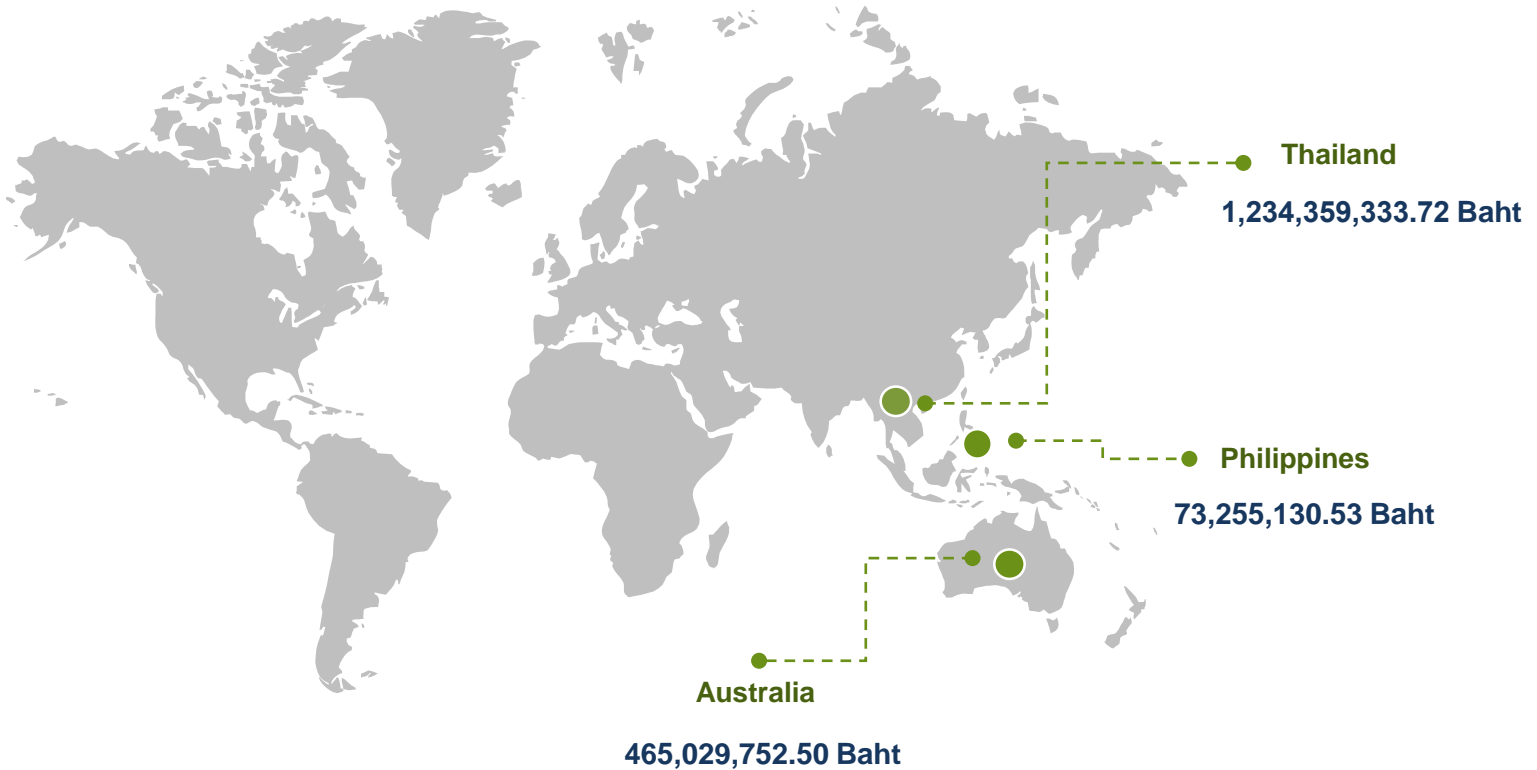 Thailand
1,234,359,333.72 Baht
Philippines
73,255,130.53 Baht
Australia
465,029,752.50 Baht